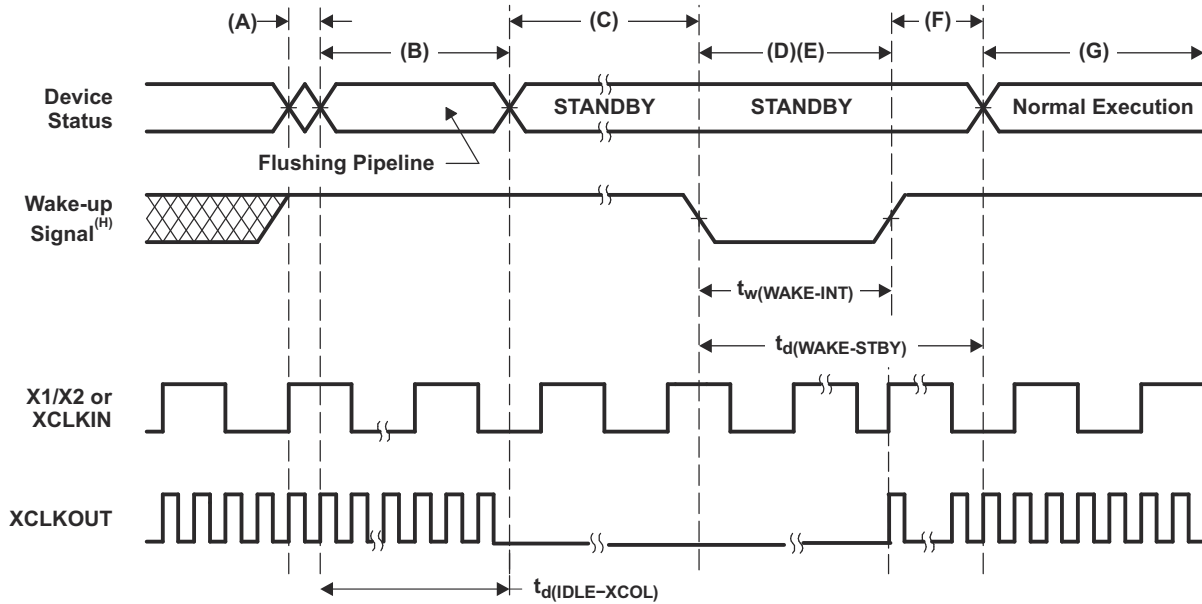 (A)
(C)
(F)
(B)
(D)(E)
(G)
Device
Status
STANDBY
STANDBY
Normal Execution
Flushing Pipeline
Wake-up
Signal(H)
tw(WAKE-INT)
td(WAKE-STBY)
X1/X2 or
XCLKIN
XCLKOUT
td(IDLE−XCOL)